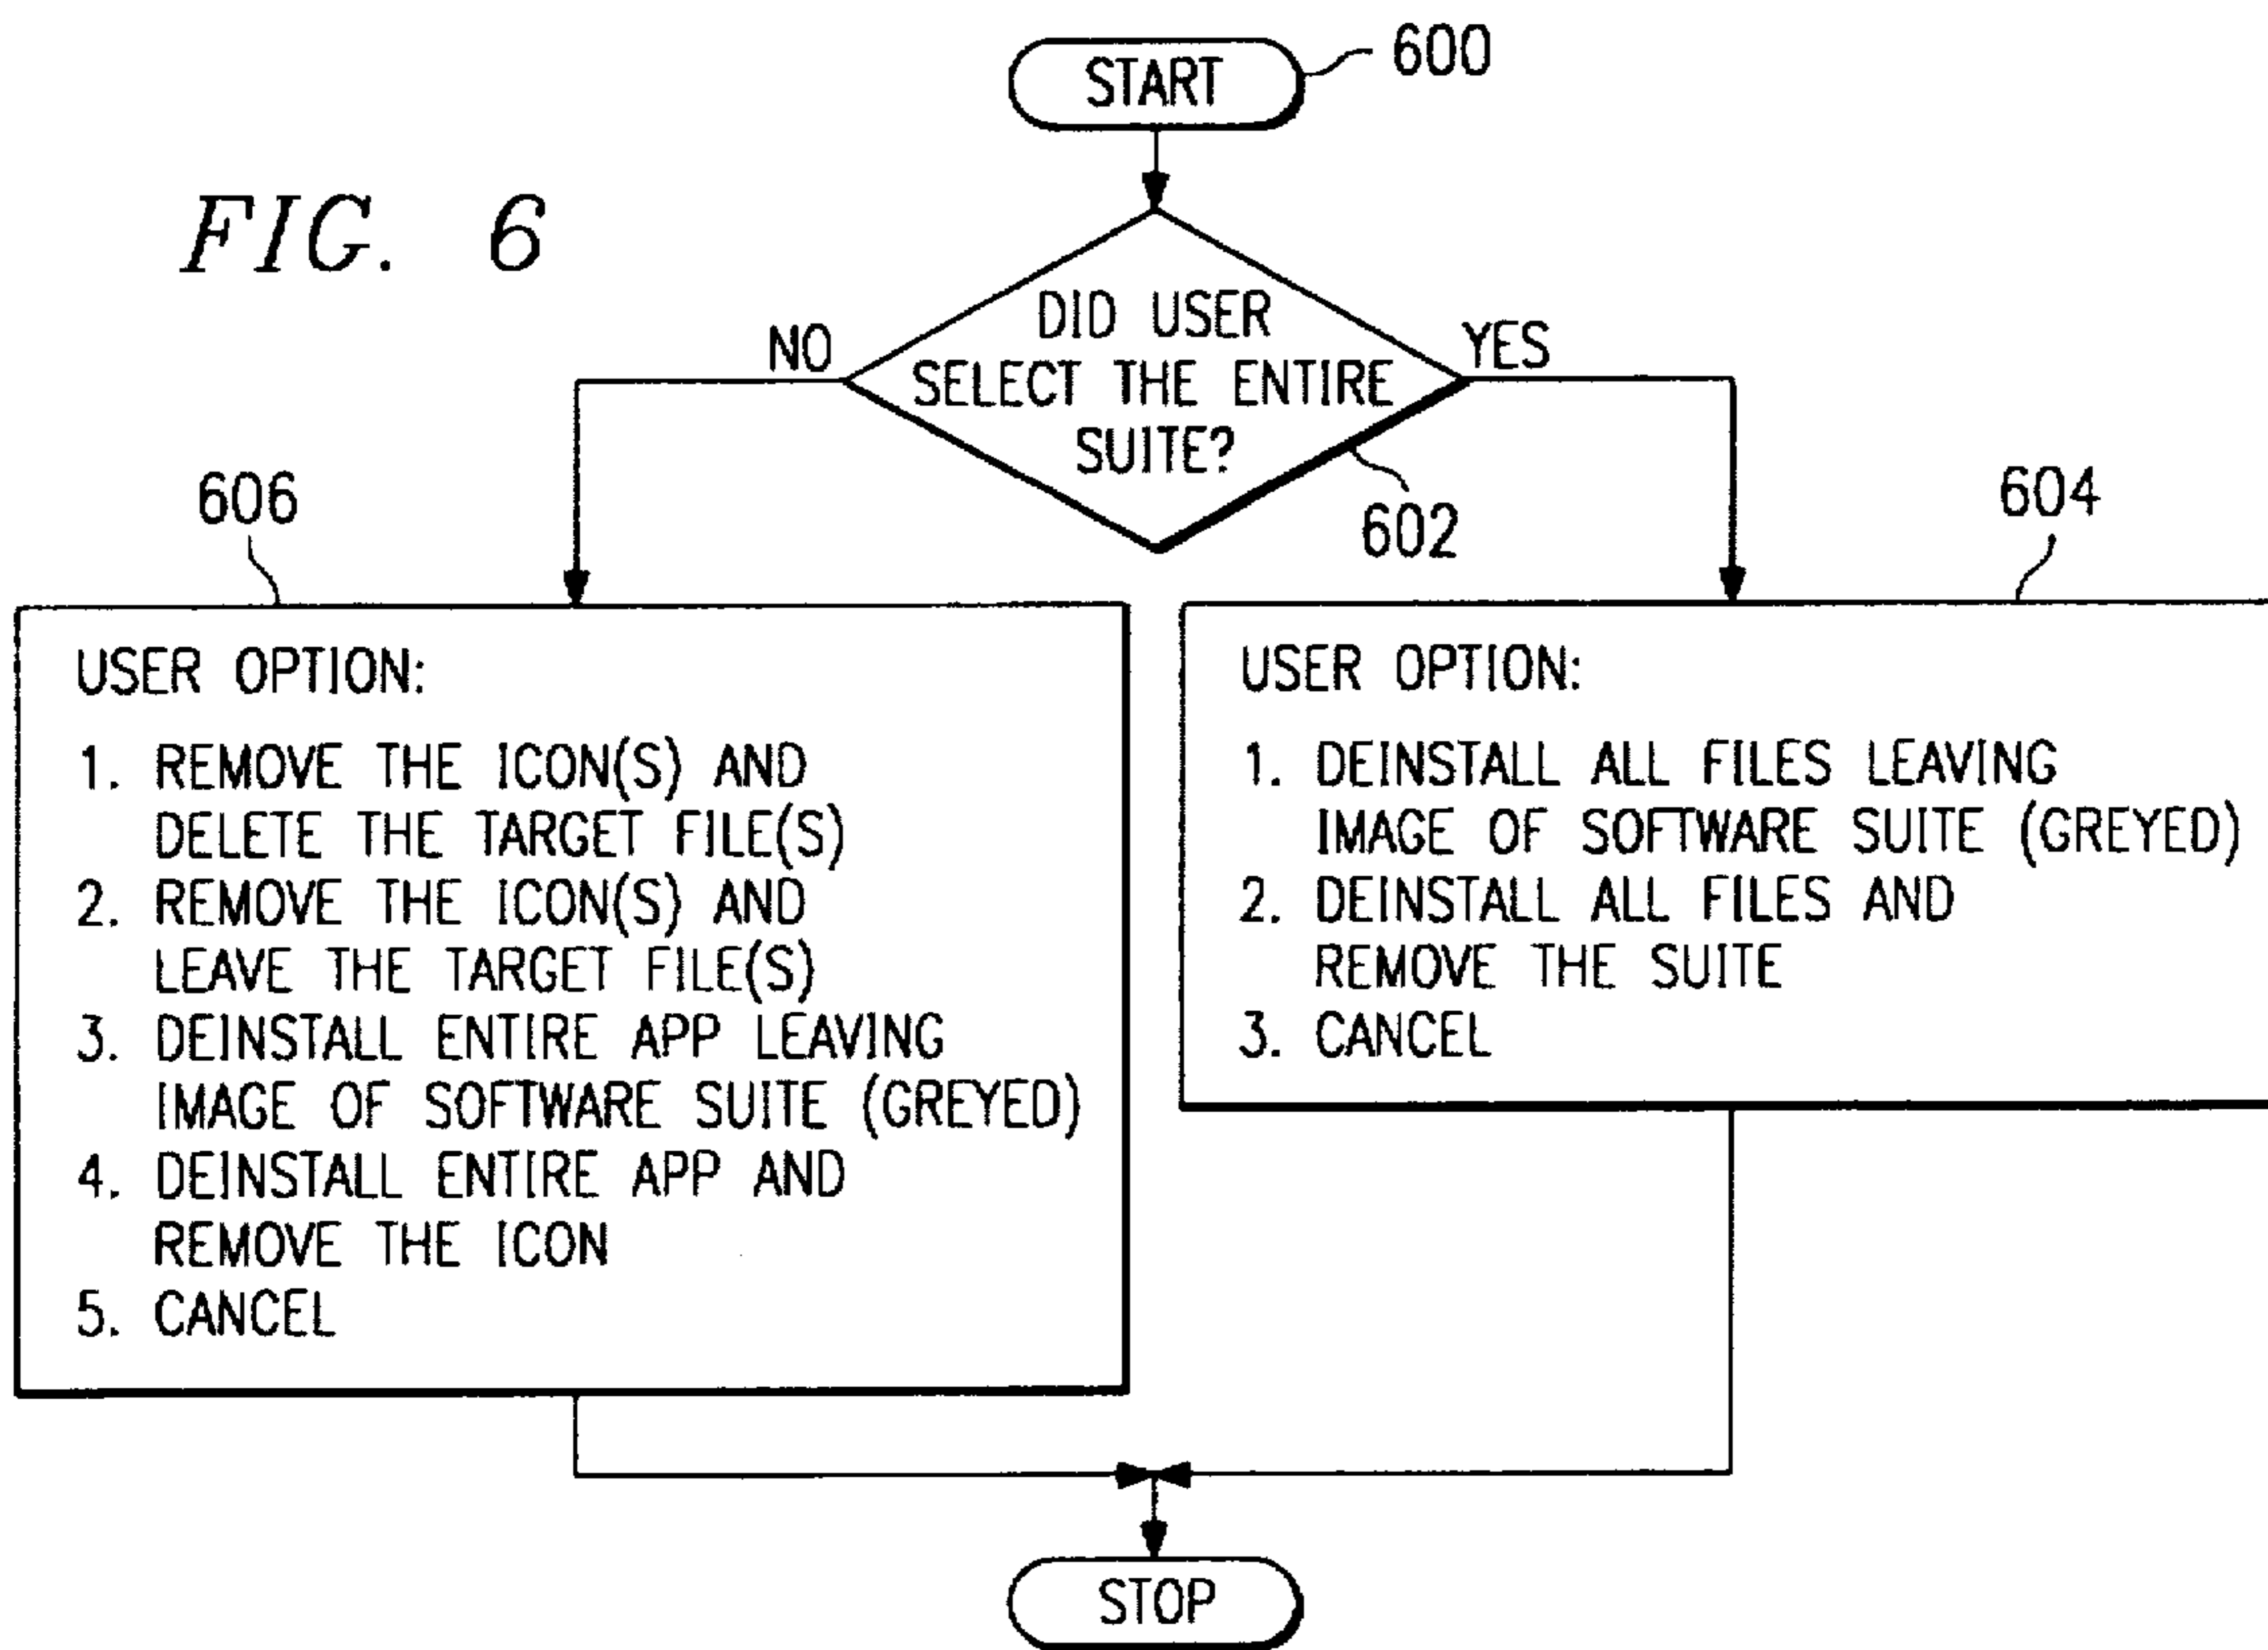 FIG. 6
START
600
DID USER
SELECT THE ENTIRE
SUITE?
602
NO
YES
606
USER OPTION:
1. REMOVE THE ICON(S) AND
DELETE THE TARGET FILE(S)
2. REMOVE THE ICON(S) AND
LEAVE THE TARGET FILE(S)
3. DEINSTALL ENTIRE APP LEAVING
IMAGE OF SOFTWARE SUITE (GREYED)
4. DEINSTALL ENTIRE APP AND
REMOVE THE ICON
5. CANCEL
604
USER OPTION:
1. DEINSTALL ALL FILES LEAVING
IMAGE OF SOFTWARE SUITE (GREYED)
2. DEINSTALL ALL FILES AND
REMOVE THE SUITE
3. CANCEL
STOP